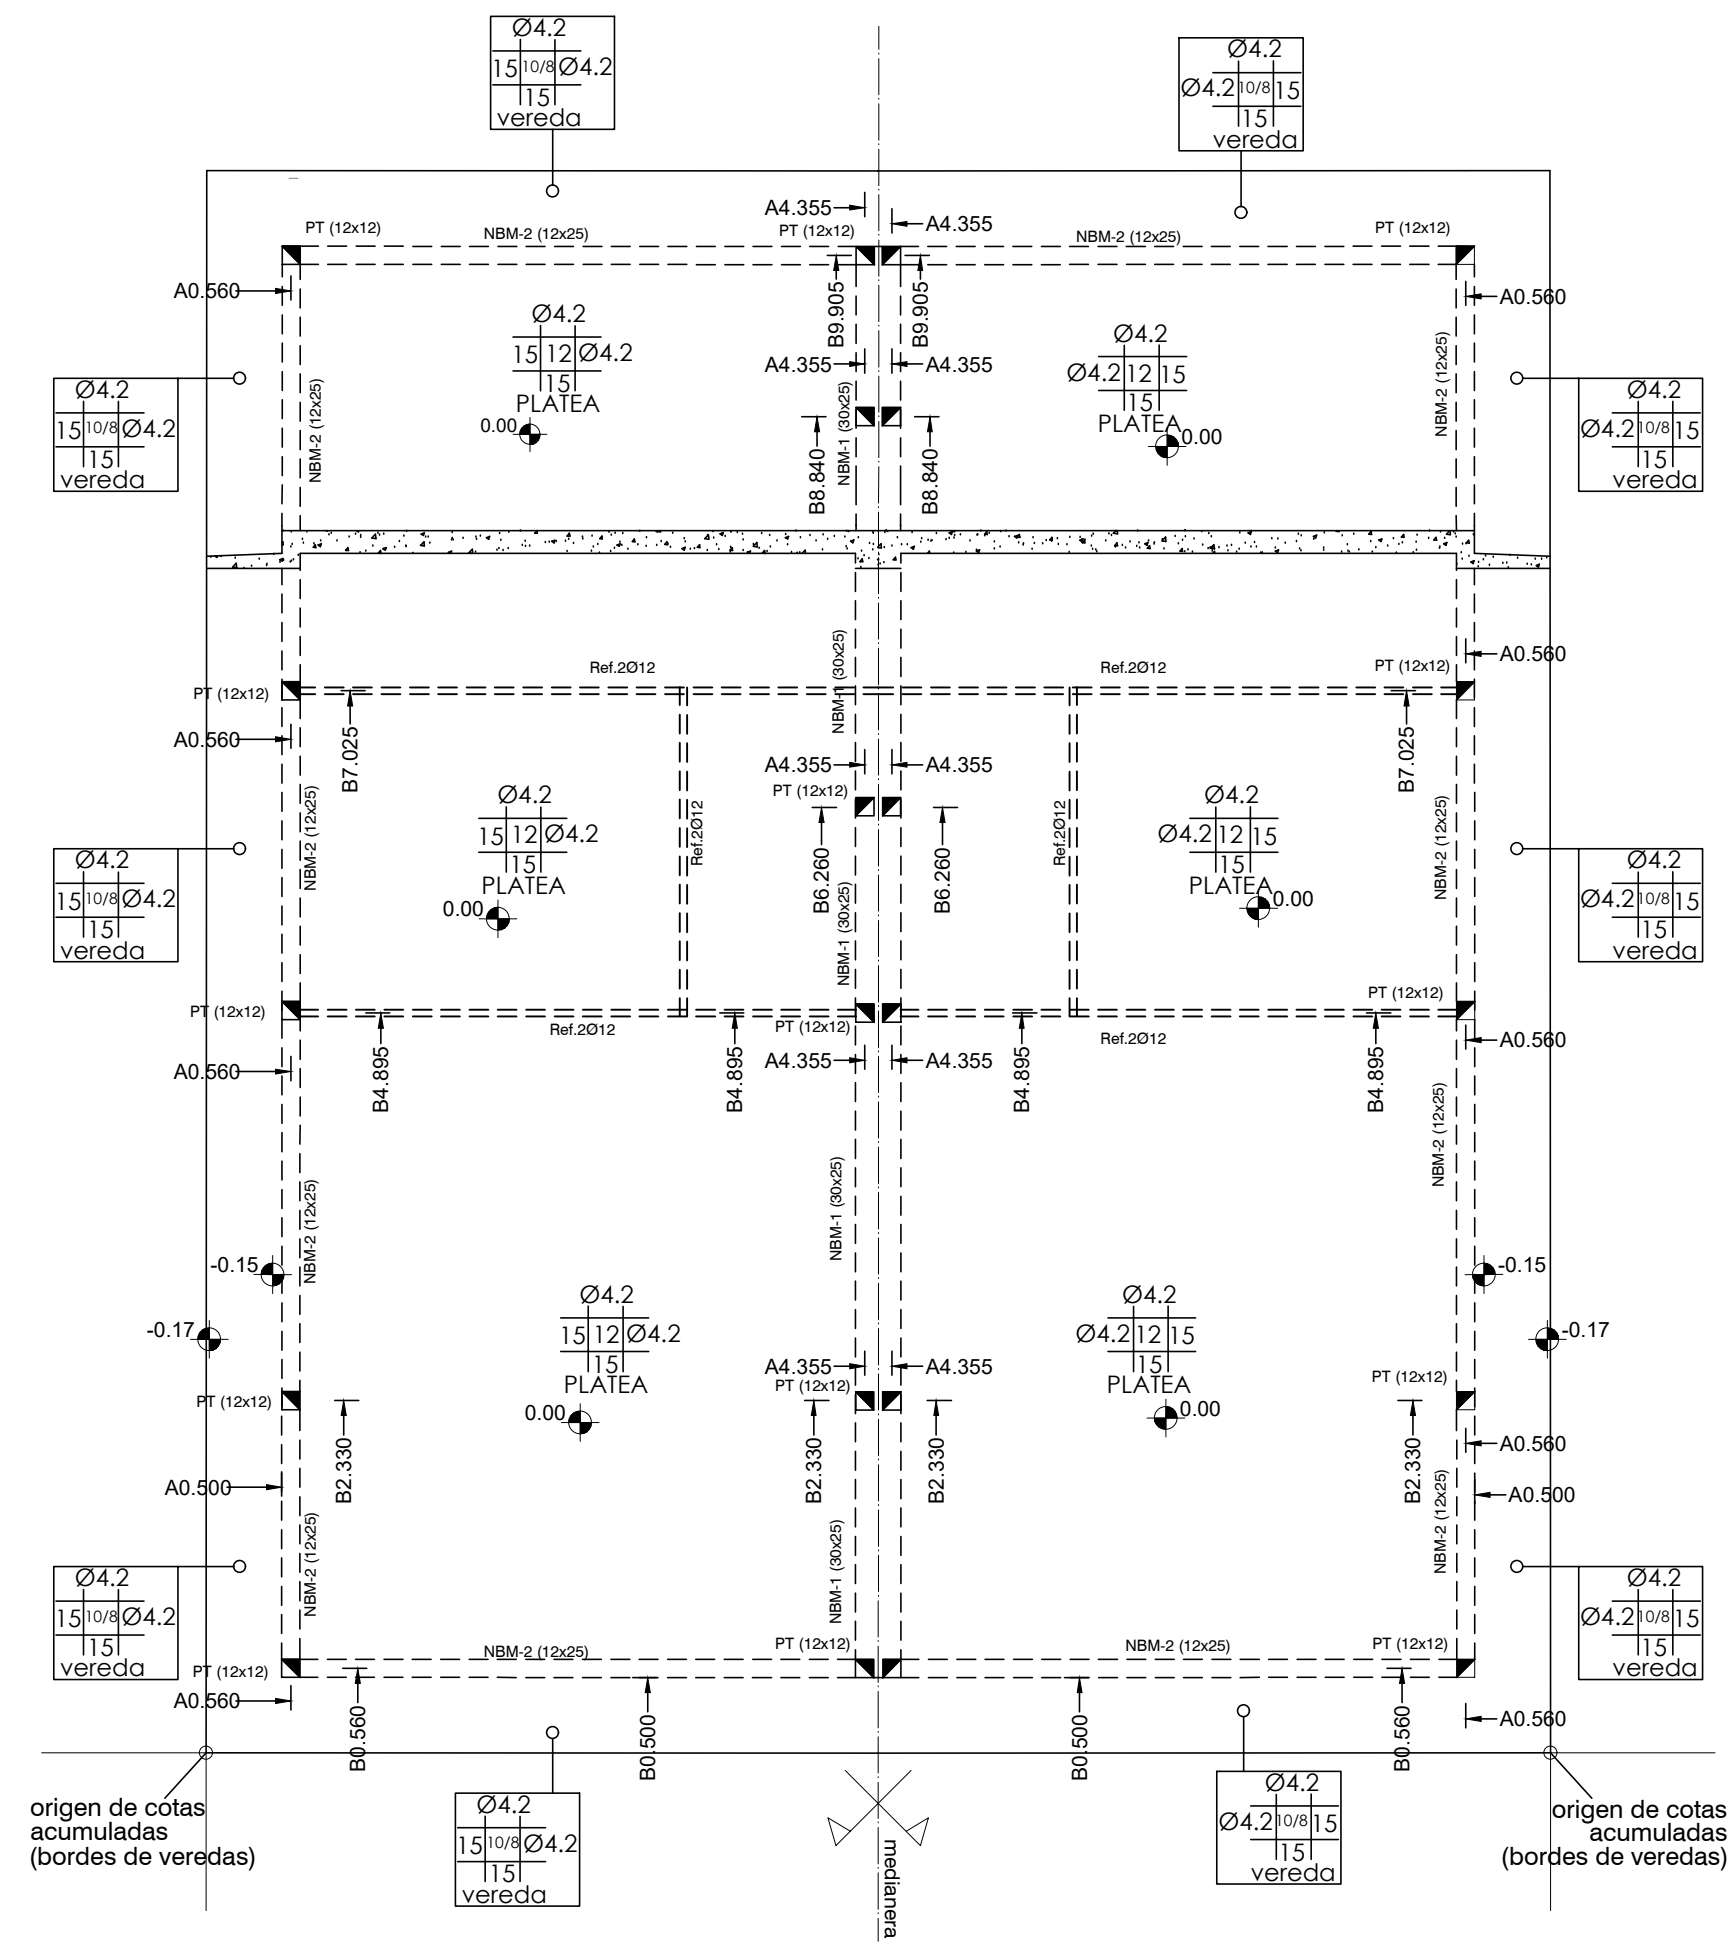 Ø4.2
15 10/8 Ø4.2
15
vereda
Ø4.2
Ø4.2 10/8 15
15
vereda
A4.355
A4.355
PT (12x12)
NBM-2 (12x25)
PT (12x12)
NBM-2 (12x25)
PT (12x12)
A0.560
A0.560
B9.905
B9.905
Ø4.2
15 12 Ø4.2
15
PLATEA
0.00
Ø4.2
Ø4.2 12 15
15
PLATEA
0.00
A4.355
A4.355
NBM-2 (12x25)
NBM-1 (30x25)
NBM-2 (12x25)
B8.840
B8.840
Ø4.2
15 10/8 Ø4.2
15
vereda
Ø4.2
Ø4.2 10/8 15
15
vereda
NBM-1 (30x25)
A0.560
Ref.2Ø12
Ref.2Ø12
PT (12x12)
PT (12x12)
A0.560
B7.025
B7.025
A4.355
A4.355
PT (12x12)
NBM-2 (12x25)
Ø4.2
15 12 Ø4.2
15
PLATEA
0.00
Ref.2Ø12
Ref.2Ø12
Ø4.2
Ø4.2 12 15
15
PLATEA
0.00
NBM-2 (12x25)
B6.260
B6.260
NBM-1 (30x25)
Ø4.2
15 10/8 Ø4.2
15
vereda
Ø4.2
Ø4.2 10/8 15
15
vereda
PT (12x12)
PT (12x12)
Ref.2Ø12
PT (12x12)
Ref.2Ø12
A0.560
A4.355
A4.355
A0.560
B4.895
B4.895
B4.895
B4.895
NBM-2 (12x25)
NBM-1 (30x25)
NBM-2 (12x25)
-0.15
-0.15
-0.17
-0.17
Ø4.2
15 12 Ø4.2
15
PLATEA
0.00
Ø4.2
Ø4.2 12 15
15
PLATEA
0.00
A4.355
A4.355
PT (12x12)
PT (12x12)
PT (12x12)
B2.330
B2.330
B2.330
B2.330
A0.560
A0.500
A0.500
NBM-2 (12x25)
NBM-1 (30x25)
NBM-2 (12x25)
Ø4.2
15 10/8 Ø4.2
15
vereda
Ø4.2
Ø4.2 10/8 15
15
vereda
PT (12x12)
NBM-2 (12x25)
PT (12x12)
NBM-2 (12x25)
PT (12x12)
A0.560
B0.560
B0.500
B0.500
B0.560
A0.560
origen de cotas
acumuladas
(bordes de veredas)
Ø4.2
15 10/8 Ø4.2
15
vereda
medianera
Ø4.2
Ø4.2 10/8 15
15
vereda
origen de cotas
acumuladas
(bordes de veredas)